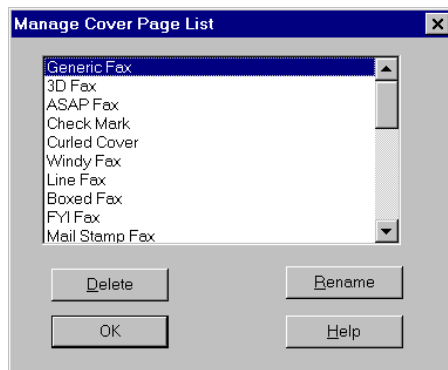 Manage Cover Page List
Generic Fax
3D Fax
ASAP Fax
Check Mark
Curled Cover
Windy Fax
Line Fax
Boxed Fax
FYI Fax
Mail Stamp Fax
Delete
Rename
OK
Help